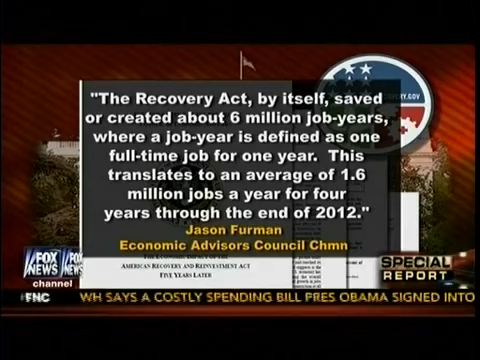 "The Recovery Act, by itself, saved
or created about 6 million job-years,
where a job-year is defined as one
full-time job for one year. This
translates to an average of 1.6
million jobs a year for four
years through the end of 2012."
Jason Furman
Economic Advisors Council Chmn
AMERICAN RECOVERY AND REINVESTMENT ACT
FIVE YEARS LATER
FOX
NEWS
channel
SPECIAL
REPORT
FNC
WH SAYS A COSTLY SPENDING BILL PRES OBAMA SIGNED INTO